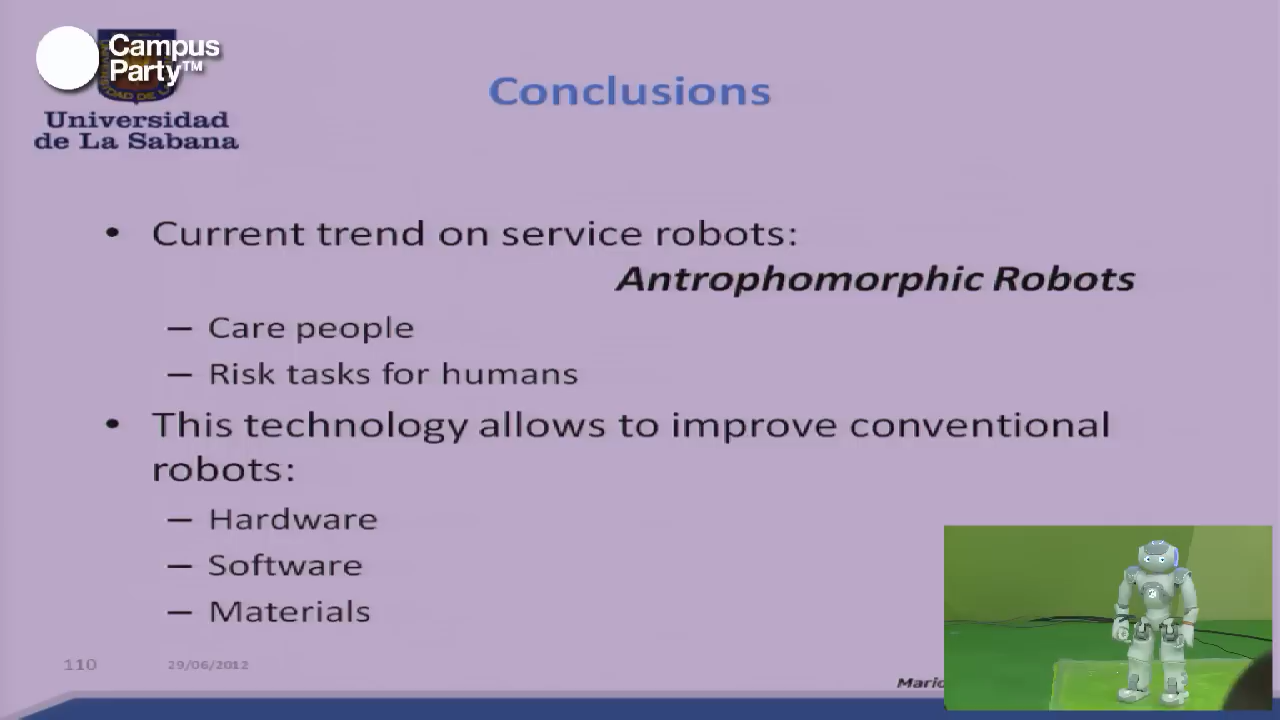 Campus
Party™
Universidad
de La Sabana
Conclusions
• Current trend on service robots:
Antrophomorphic Robots
– Care people
– Risk tasks for humans
• This technology allows to improve conventional
robots:
– Hardware
– Software
– Materials
110
29/06/2012